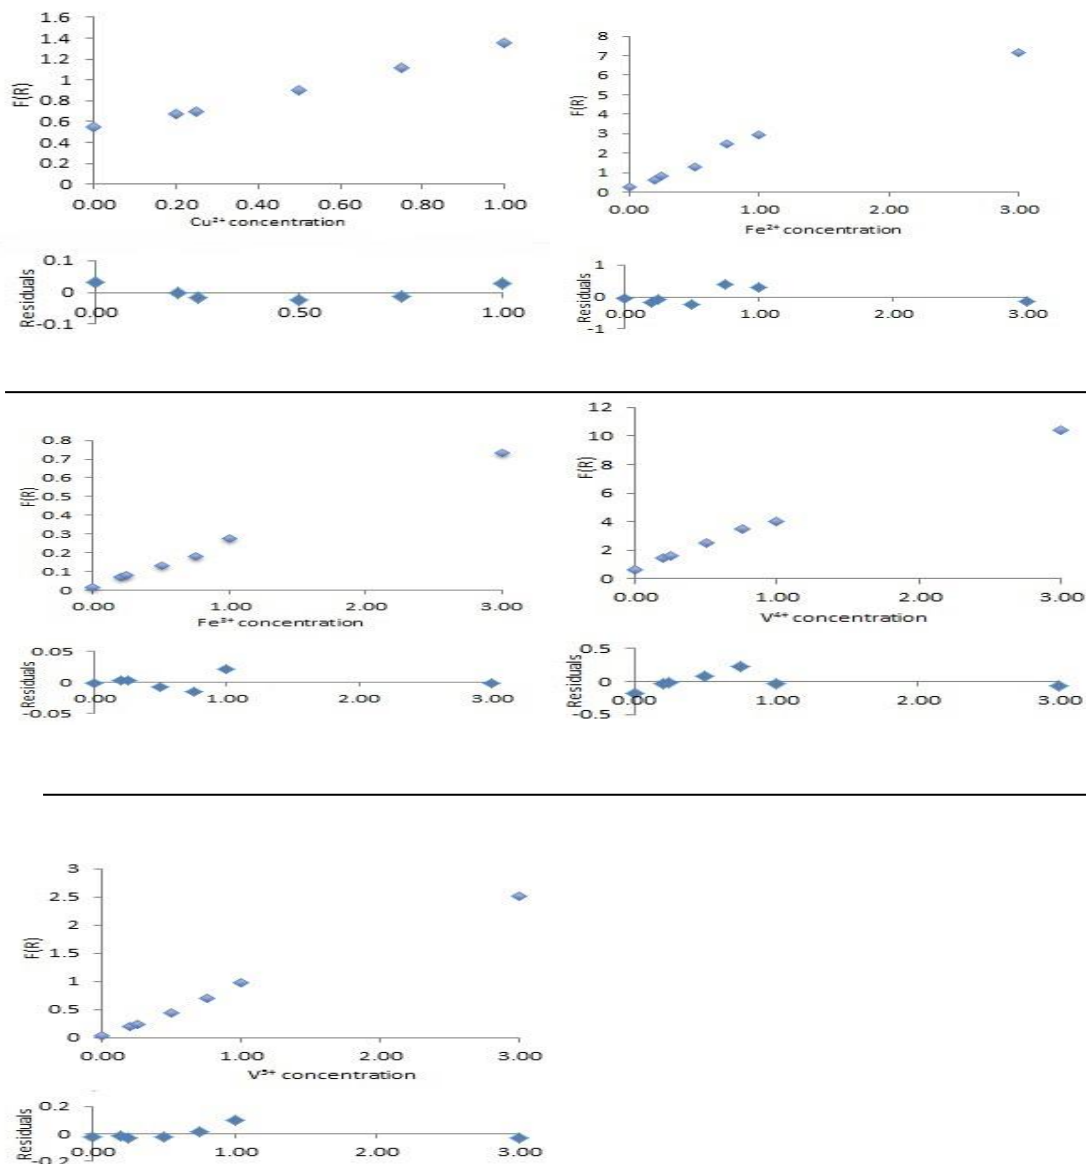 1.6
1.4
1.2
1
0.8
0.6
0.4
0.2
0
F(R)
0.00 0.20 0.40 0.60 0.80 1.00
Cu²⁺ concentration
0.1
0
-0.1
Residuals
0.00 0.50 1.00
8
7
6
5
4
3
2
1
0
F(R)
0.00 1.00 2.00 3.00
Fe²⁺ concentration
1
0
-1
Residuals
0.00 1.00 2.00 3.00
0.8
0.7
0.6
0.5
0.4
0.3
0.2
0.1
0
F(R)
0.00 1.00 2.00 3.00
Fe³⁺ concentration
0.05
0
-0.05
Residuals
0.00 1.00 2.00 3.00
12
10
8
6
4
2
0
F(R)
0.00 1.00 2.00 3.00
V⁴⁺ concentration
0.5
0
-0.5
Residuals
0.00 1.00 2.00 3.00
3
2.5
2
1.5
1
0.5
0
F(R)
0.00 1.00 2.00 3.00
V⁵⁺ concentration
0.2
0
-0.2
Residuals
0.00 1.00 2.00 3.00